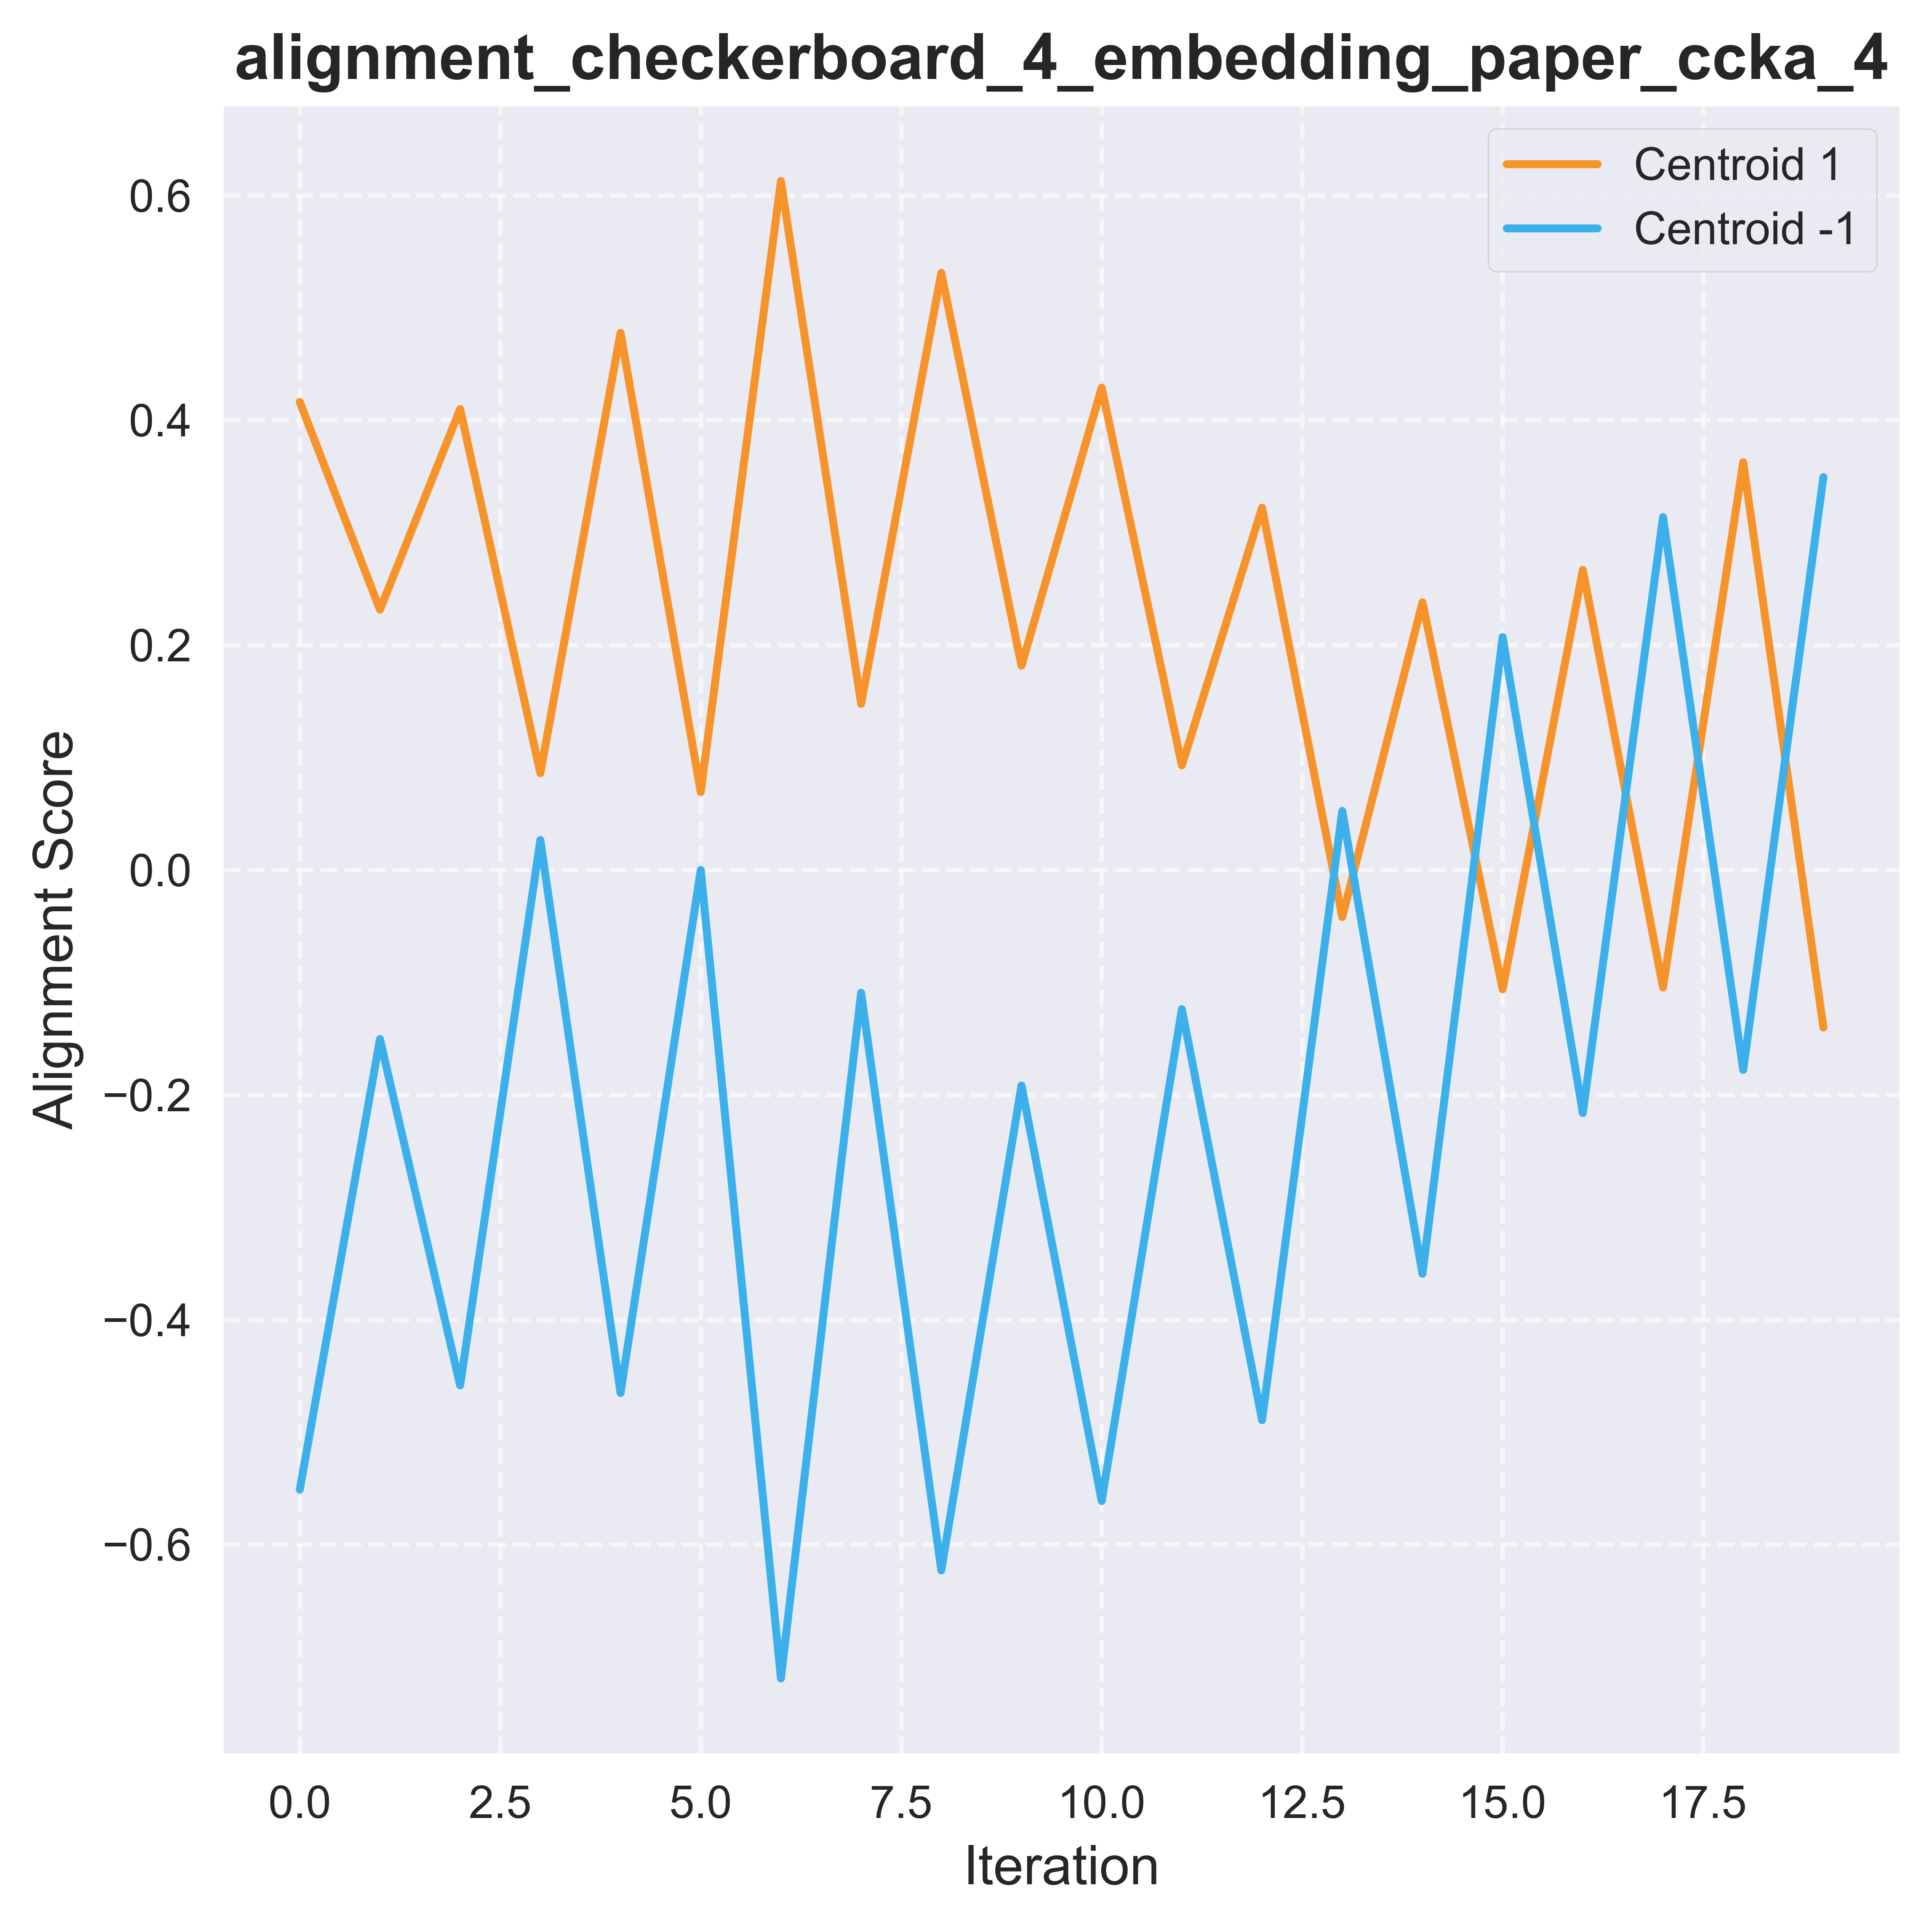 alignment_checkerboard_4_embedding_paper_ccka_4
Centroid 1
Centroid -1
0.6
0.4
0.2
0.0
−0.2
−0.4
−0.6
Alignment Score
0.0 2.5 5.0 7.5 10.0 12.5 15.0 17.5
Iteration